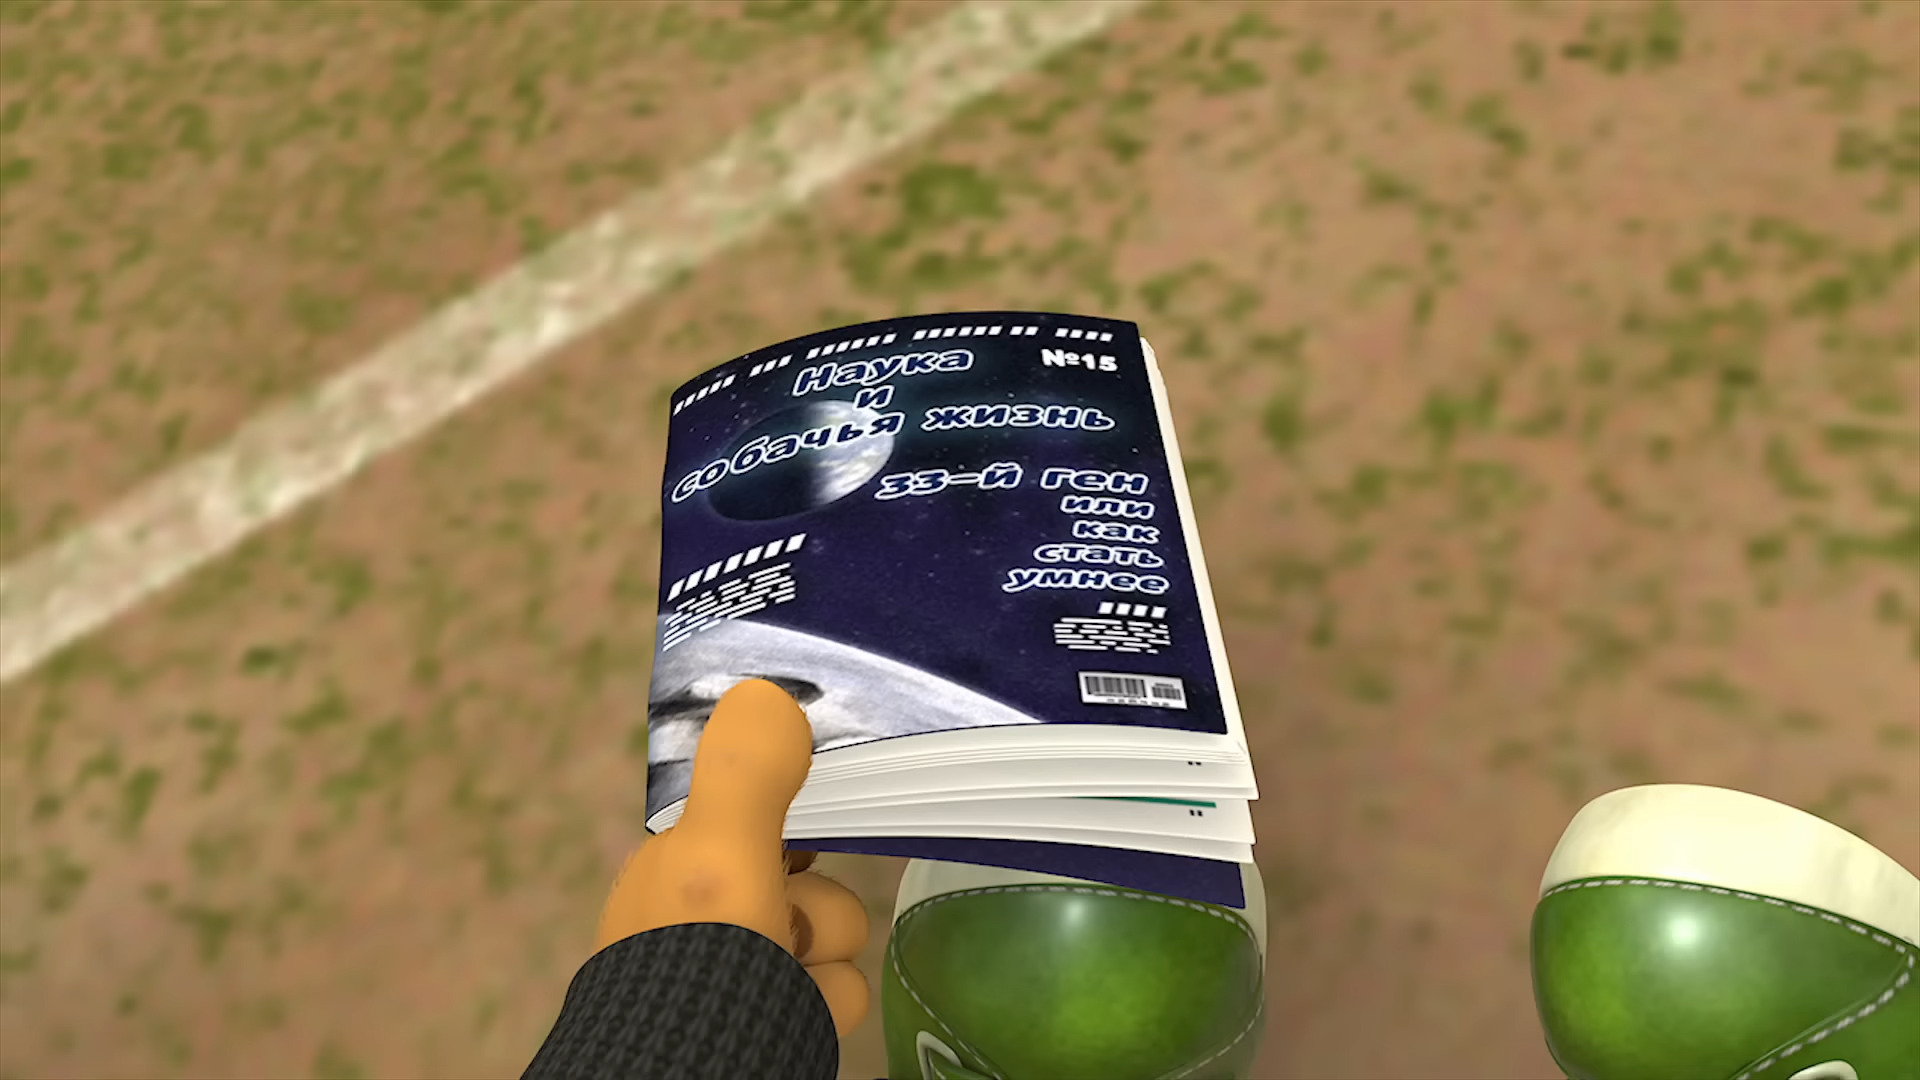 №15
Наука
и
собачья жизнь
33-й ген
или
как
стать
умнее